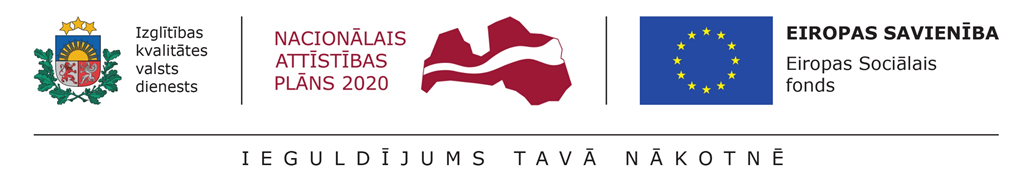 Izglītības
kvalitātes
valsts
dienests
NACIONĀLAIS
ATTĪSTĪBAS
PLĀNS 2020
EIROPAS SAVIENĪBA
Eiropas Sociālais
fonds
IEGULDĪJUMS TAVĀ NĀKOTNĒ